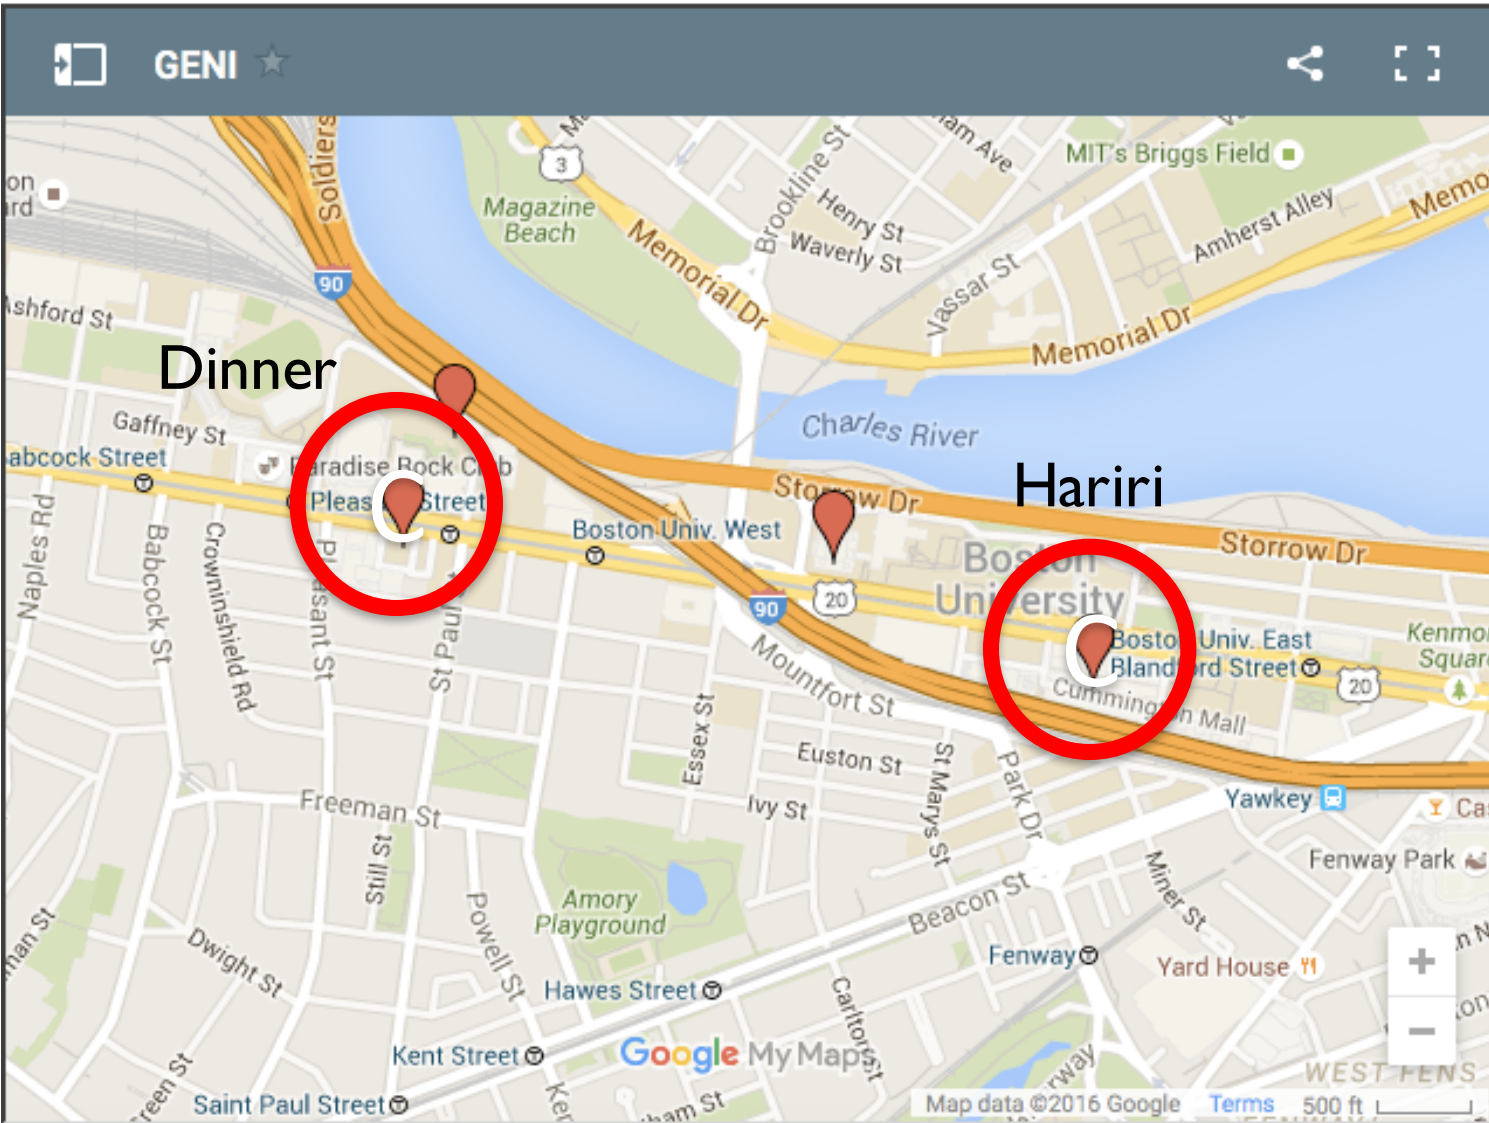 GENI
Soldiers
3
MIT's Briggs Field
Magazine
Beach
Brookline St
Henry St
Waverly St
Vassar St
Amherst Alley
Memorial Dr
Memorial Dr
90
Ashford St
Dinner
Gaffney St
Paradise Rock Club
Charles River
Hariri
Storrow Dr
Storrow Dr
C
Boston Univ. West
Boston
University
20
90
C
Boston Univ. East
Blandford Street
20
Cummington Mall
Naples Rd
Babcock St
Crowninshield Rd
Pleasant St
St Paul
Mountfort St
Essex St
Euston St
Ivy St
St Marys St
Park Dr
Yawkey
Fenway Park
Freeman St
Still St
Powell St
Amory
Playground
Beacon St
Miner St
Dwight St
Fenway
Yard House
Hawes Street
Carlton St
Kent Street
Google My Maps
Saint Paul Street
WEST FENS
Map data ©2016 Google
Terms
500 ft